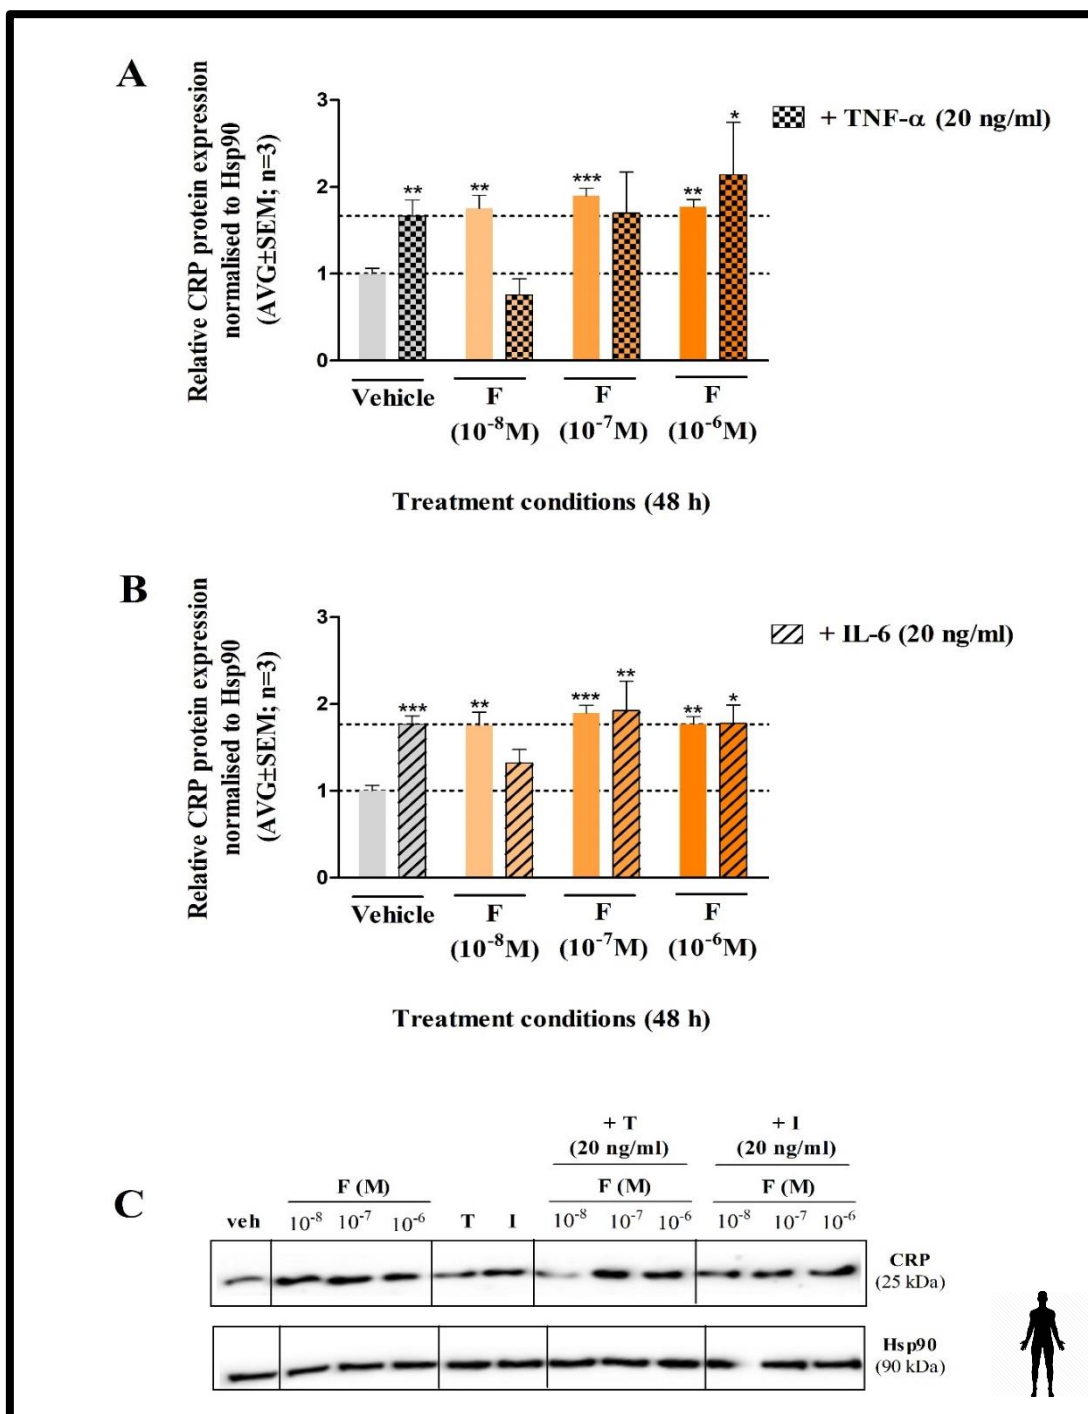 A
Relative CRP protein expression
normalised to Hsp90
(AVG±SEM; n=3)
3
2
1
0
**
**
***
**
*
+ TNF-α (20 ng/ml)
Vehicle
F
F
F
(10⁻⁸M)
(10⁻⁷M)
(10⁻⁶M)
Treatment conditions (48 h)
B
Relative CRP protein expression
normalised to Hsp90
(AVG±SEM; n=3)
3
2
1
0
***
**
***
**
**
*
+ IL-6 (20 ng/ml)
Vehicle
F
F
F
(10⁻⁸M)
(10⁻⁷M)
(10⁻⁶M)
Treatment conditions (48 h)
C
+ T
(20 ng/ml)
+ I
(20 ng/ml)
F (M)
F (M)
F (M)
veh 10⁻⁸ 10⁻⁷ 10⁻⁶ T I 10⁻⁸ 10⁻⁷ 10⁻⁶ 10⁻⁸ 10⁻⁷ 10⁻⁶
CRP
(25 kDa)
Hsp90
(90 kDa)